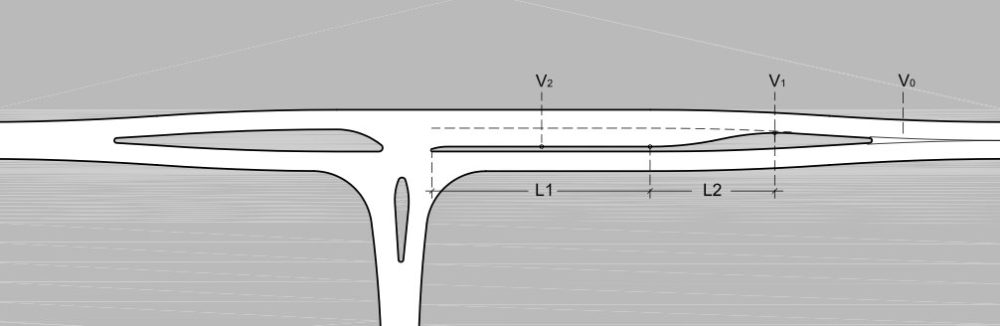 V₂ V₁ V₀
L1 L2